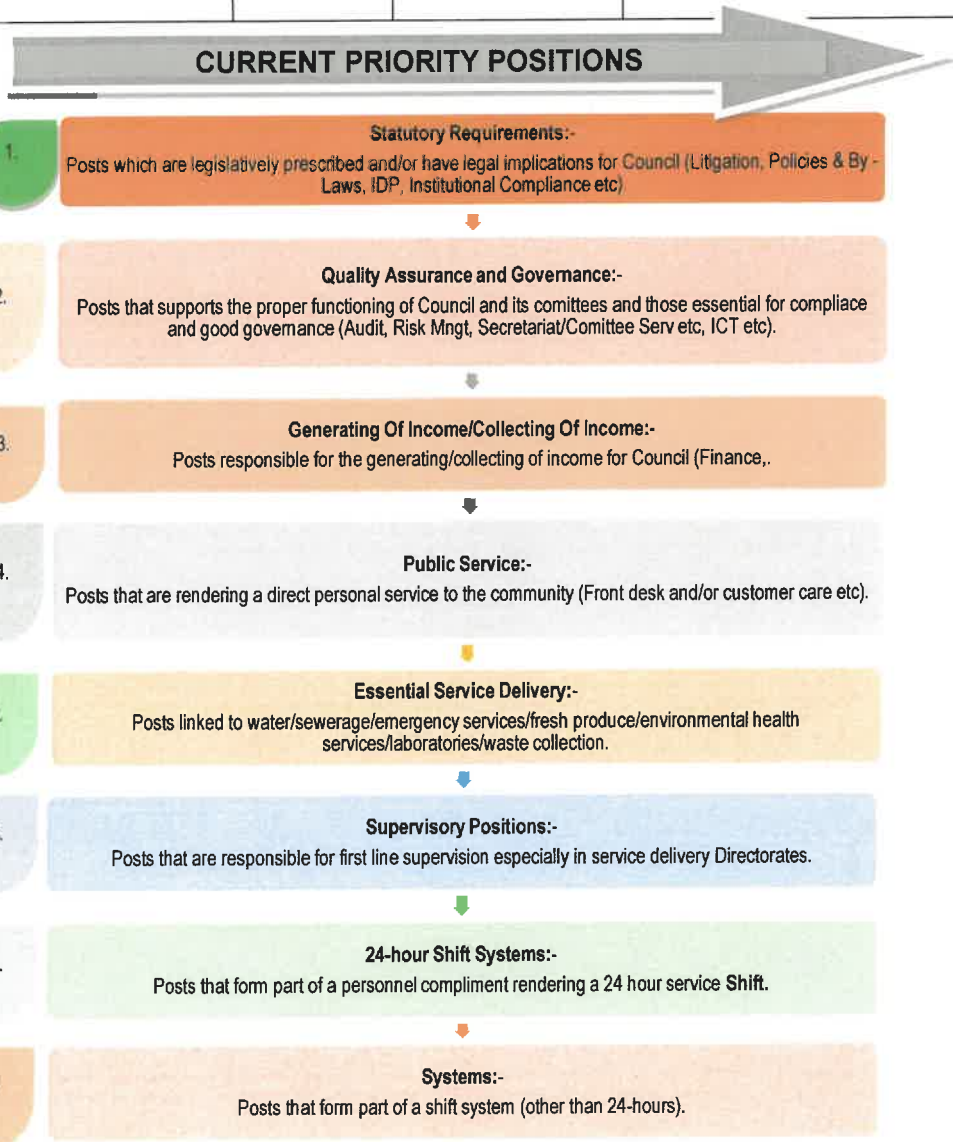 CURRENT PRIORITY POSITIONS
1.
Statutory Requirements:-
Posts which are legislatively prescribed and/or have legal implications for Council (Litigation, Policies & By -
Laws, IDP, Institutional Compliance etc)
2.
Quality Assurance and Governance:-
Posts that supports the proper functioning of Council and its comittees and those essential for compliace
and good governance (Audit, Risk Mngt, Secretariat/Comittee Serv etc, ICT etc).
3.
Generating Of Income/Collecting Of Income:-
Posts responsible for the generating/collecting of income for Council (Finance,.
4.
Public Service:-
Posts that are rendering a direct personal service to the community (Front desk and/or customer care etc).
Essential Service Delivery:-
Posts linked to water/sewerage/emergency services/fresh produce/environmental health
services/laboratories/waste collection.
Supervisory Positions:-
Posts that are responsible for first line supervision especially in service delivery Directorates.
24-hour Shift Systems:-
Posts that form part of a personnel compliment rendering a 24 hour service Shift.
Systems:-
Posts that form part of a shift system (other than 24-hours).